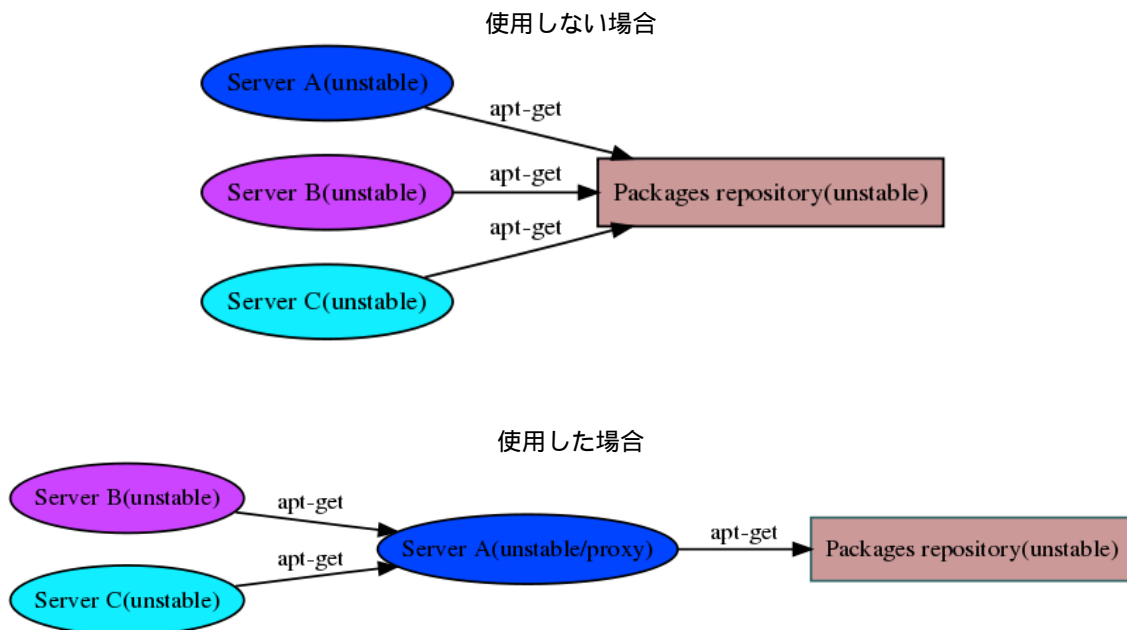 使用しない場合
Server A(unstable)
apt-get
Server B(unstable)
apt-get
Packages repository(unstable)
apt-get
Server C(unstable)
使用した場合
Server B(unstable)
apt-get
Server A(unstable/proxy)
apt-get
Packages repository(unstable)
apt-get
Server C(unstable)